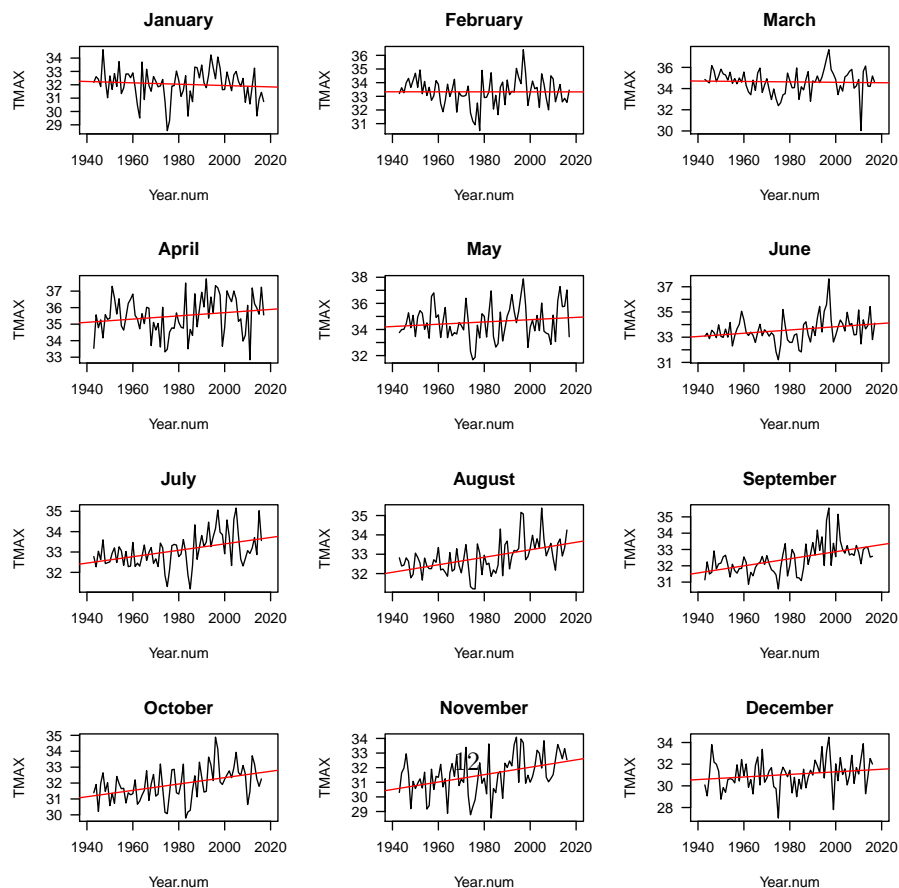 January February March
TMAX 34 33 32 31 30 29 TMAX 36 35 34 33 32 31 TMAX 36 34 32 30
1940 1960 1980 2000 2020 1940 1960 1980 2000 2020 1940 1960 1980 2000 2020
Year.num Year.num Year.num
April May June
TMAX 37 36 35 34 33 TMAX 38 36 34 32 TMAX 37 35 33 31
1940 1960 1980 2000 2020 1940 1960 1980 2000 2020 1940 1960 1980 2000 2020
Year.num Year.num Year.num
July August September
TMAX 35 34 33 32 TMAX 35 34 33 32 TMAX 35 34 33 32 31
1940 1960 1980 2000 2020 1940 1960 1980 2000 2020 1940 1960 1980 2000 2020
Year.num Year.num Year.num
October November December
TMAX 35 34 33 32 31 30 TMAX 34 33 32 31 30 29 12 TMAX 34 32 30 28
1940 1960 1980 2000 2020 1940 1960 1980 2000 2020 1940 1960 1980 2000 2020
Year.num Year.num Year.num